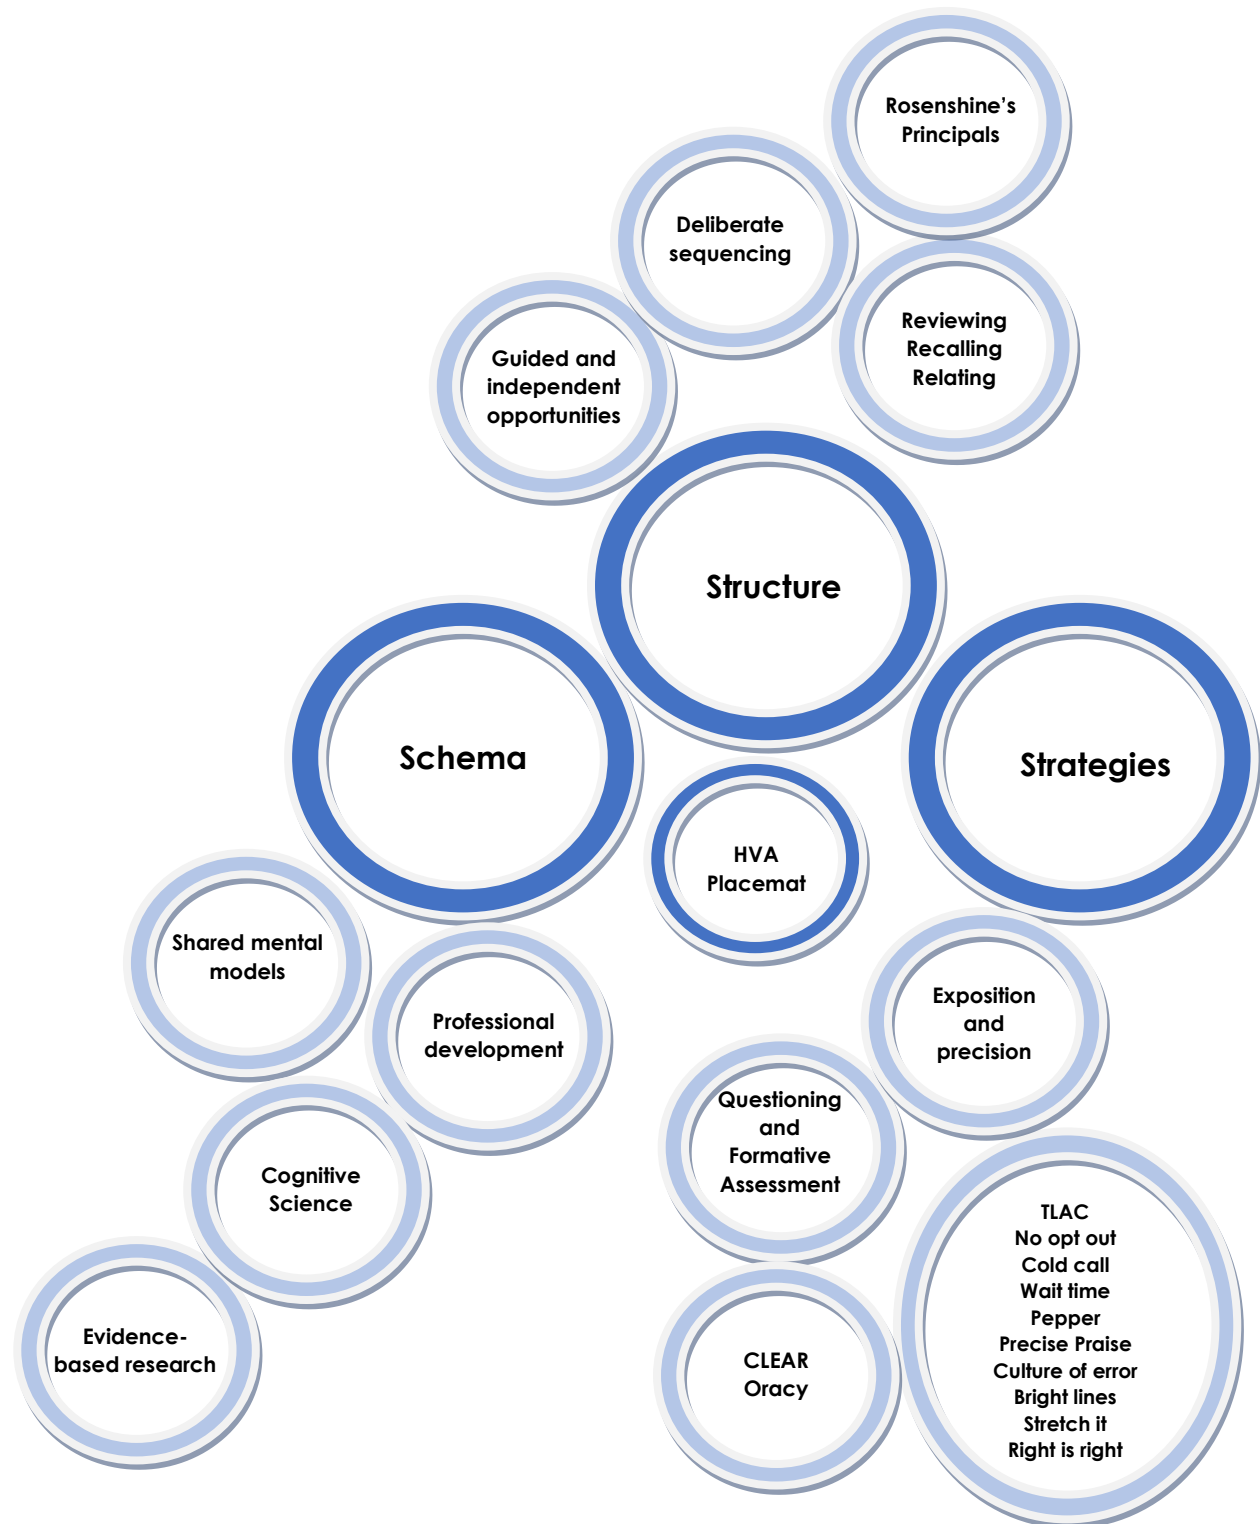 Rosenshine’s
Principals
Deliberate
sequencing
Reviewing
Recalling
Relating
Guided and
independent
opportunities
Structure
Schema
Strategies
HVA
Placemat
Shared mental
models
Professional
development
Exposition
and
precision
Questioning
and
Formative
Assessment
Cognitive
Science
TLAC
No opt out
Cold call
Wait time
Pepper
Precise Praise
Culture of error
Bright lines
Stretch it
Right is right
Evidence-
based research
CLEAR
Oracy